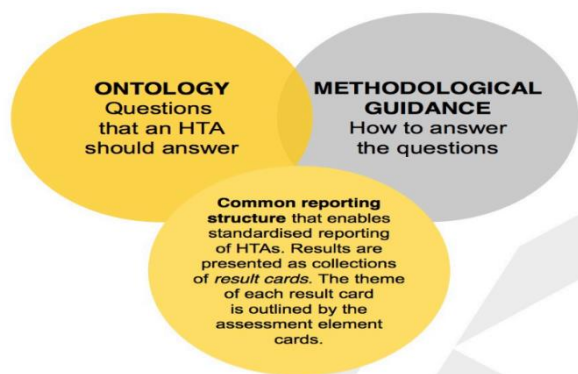 ONTOLOGY
Questions
that an HTA
should answer
METHODOLOGICAL
GUIDANCE
How to answer
the questions
Common reporting
structure that enables
standardised reporting
of HTAs. Results are
presented as collections
of result cards. The theme
of each result card
is outlined by the
assessment element
cards.